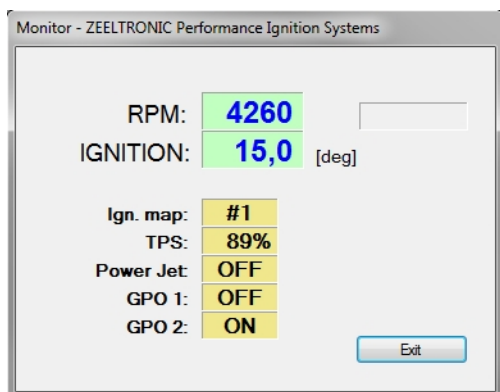 Monitor - ZEELTRONIC Performance Ignition Systems
RPM: 4260
IGNITION: 15,0 [deg]
Ign. map: #1
TPS: 89%
Power Jet: OFF
GPO 1: OFF
GPO 2: ON
Exit